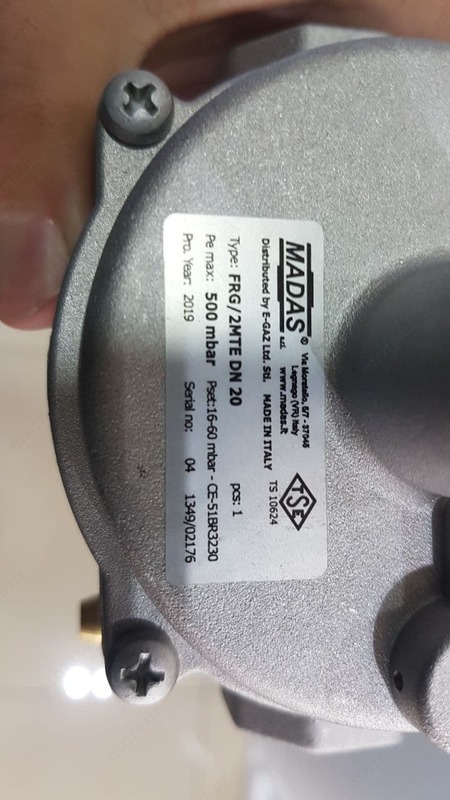 MADAS® s.r.l.
Via Moratello, 5/7 - 37045
Legnago (VR) Italy
www.madas.it
Distributed by E-GAZ Ltd. Sti. MADE IN ITALY
TSE
TS 10624
Type: FRG/2MTE DN 20 pcs: 1
Pe max: 500 mbar Pset:16-60 mbar - CE-51BR3230
Pro. Year: 2019 Serial no: 04 1349/02176